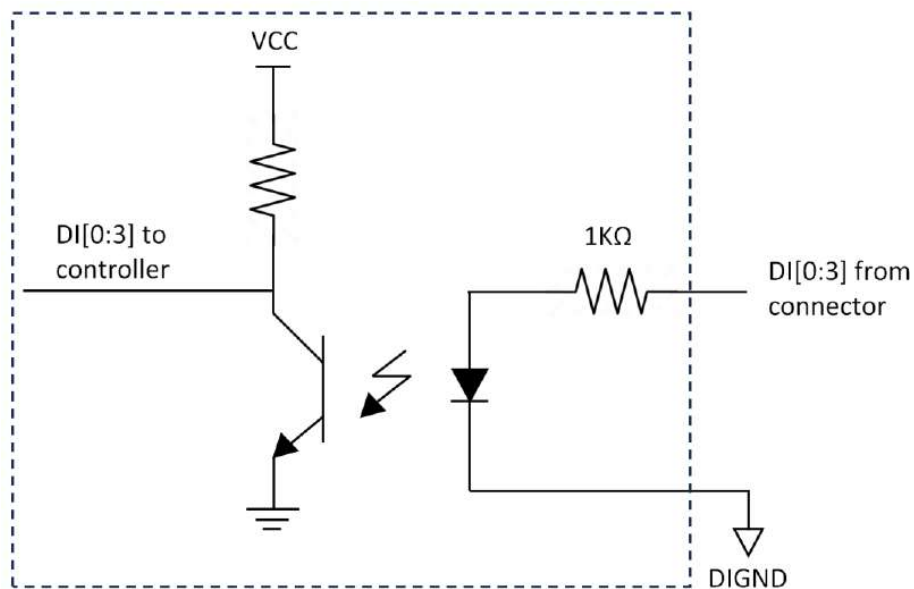 VCC
DI[0:3] to
controller
1KΩ
DI[0:3] from
connector
DIGND